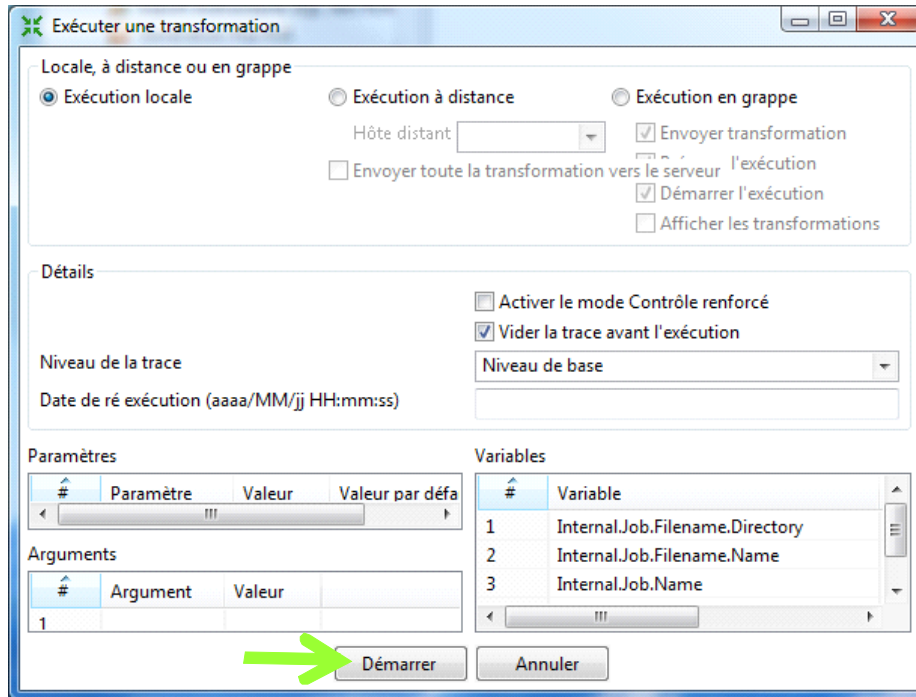 Exécuter une transformation
Locale, à distance ou en grappe
Exécution locale
Exécution à distance
Exécution en grappe
Hôte distant
Envoyer transformation
l'exécution
Envoyer toute la transformation vers le serveur
Démarrer l'exécution
Afficher les transformations
Détails
Activer le mode Contrôle renforcé
Vider la trace avant l'exécution
Niveau de la trace
Niveau de base
Date de ré exécution (aaaa/MM/jj HH:mm:ss)
Paramètres
Variables
# Paramètre Valeur Valeur par défa
# Variable
1 Internal.Job.Filename.Directory
2 Internal.Job.Filename.Name
3 Internal.Job.Name
Arguments
# Argument Valeur
1
Démarrer
Annuler